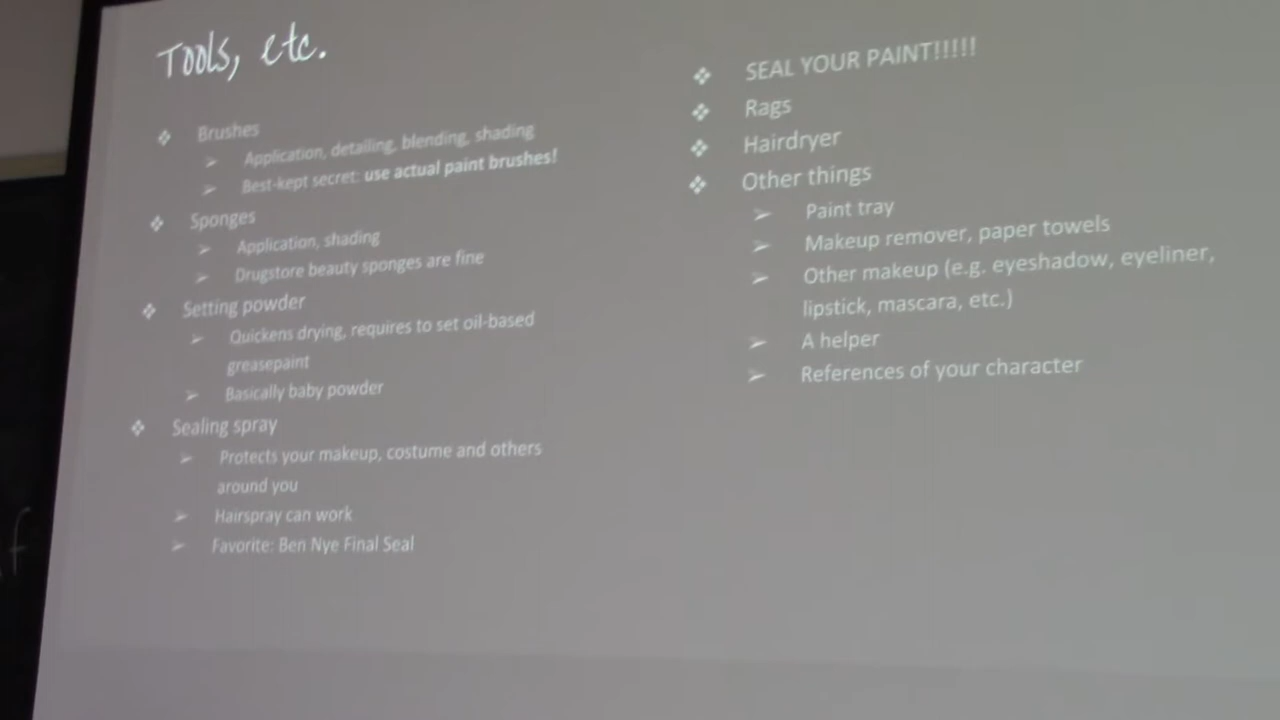 Tools, etc.
Brushes
Application, detailing, blending, shading
Best-kept secret: use actual paint brushes!
Sponges
Application, shading
Drugstore beauty sponges are fine
Setting powder
Quickens drying, requires to set oil-based
greasepaint
Basically baby powder
Sealing spray
Protects your makeup, costume and others
around you
Hairspray can work
Favorite: Ben Nye Final Seal
SEAL YOUR PAINT!!!!!
Rags
Hairdryer
Other things
Paint tray
Makeup remover, paper towels
Other makeup (e.g. eyeshadow, eyeliner,
lipstick, mascara, etc.)
A helper
References of your character